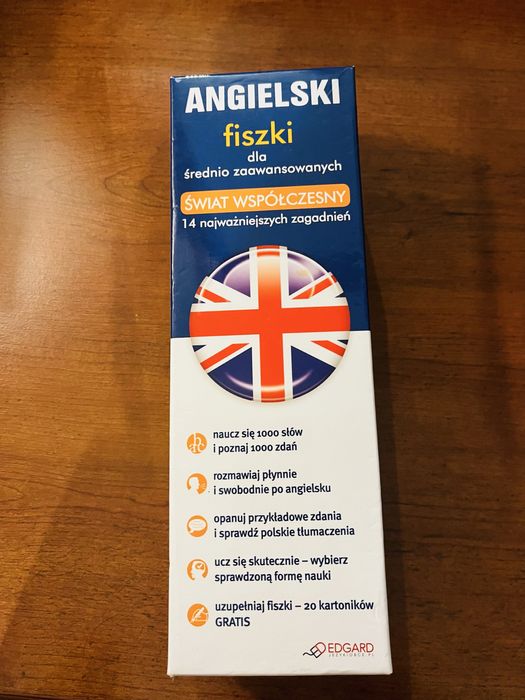 ANGIELSKI
fiszki
dla
średnio zaawansowanych
ŚWIAT WSPÓŁCZESNY
14 najważniejszych zagadnień
naucz się 1000 słów
i poznaj 1000 zdań
rozmawiaj płynnie
i swobodnie po angielsku
opanuj przykładowe zdania
i sprawdź polskie tłumaczenia
ucz się skutecznie – wybierz
sprawdzoną formę nauki
uzupełniaj fiszki – 20 kartoników
GRATIS
EDGARD
JEZYKIOBCE.PL